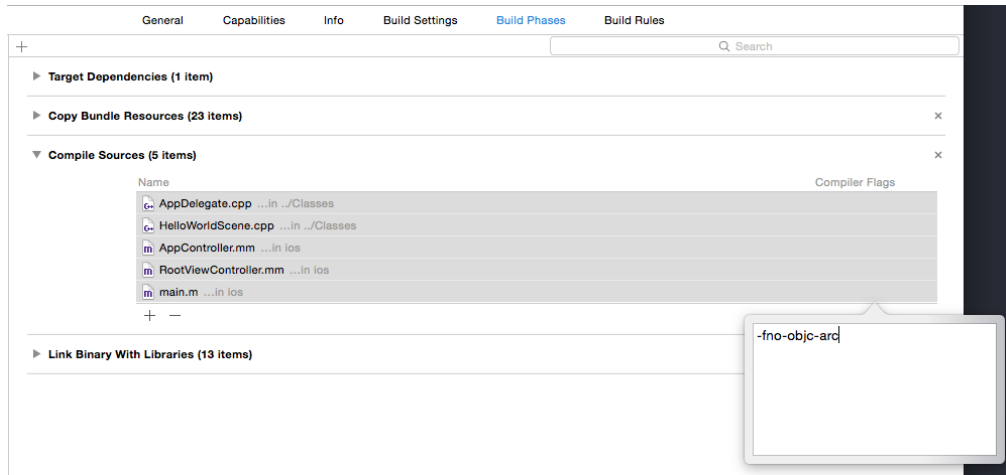 General Capabilities Info Build Settings Build Phases Build Rules
+ Search
Target Dependencies (1 item)
Copy Bundle Resources (23 items) ×
Compile Sources (5 items) ×
Name Compiler Flags
C++ AppDelegate.cpp ...in ../Classes
C++ HelloWorldScene.cpp ...in ../Classes
m AppController.mm ...in ios
m RootViewController.mm ...in ios
m main.m ...in ios
+ −
-fno-objc-arc
Link Binary With Libraries (13 items)